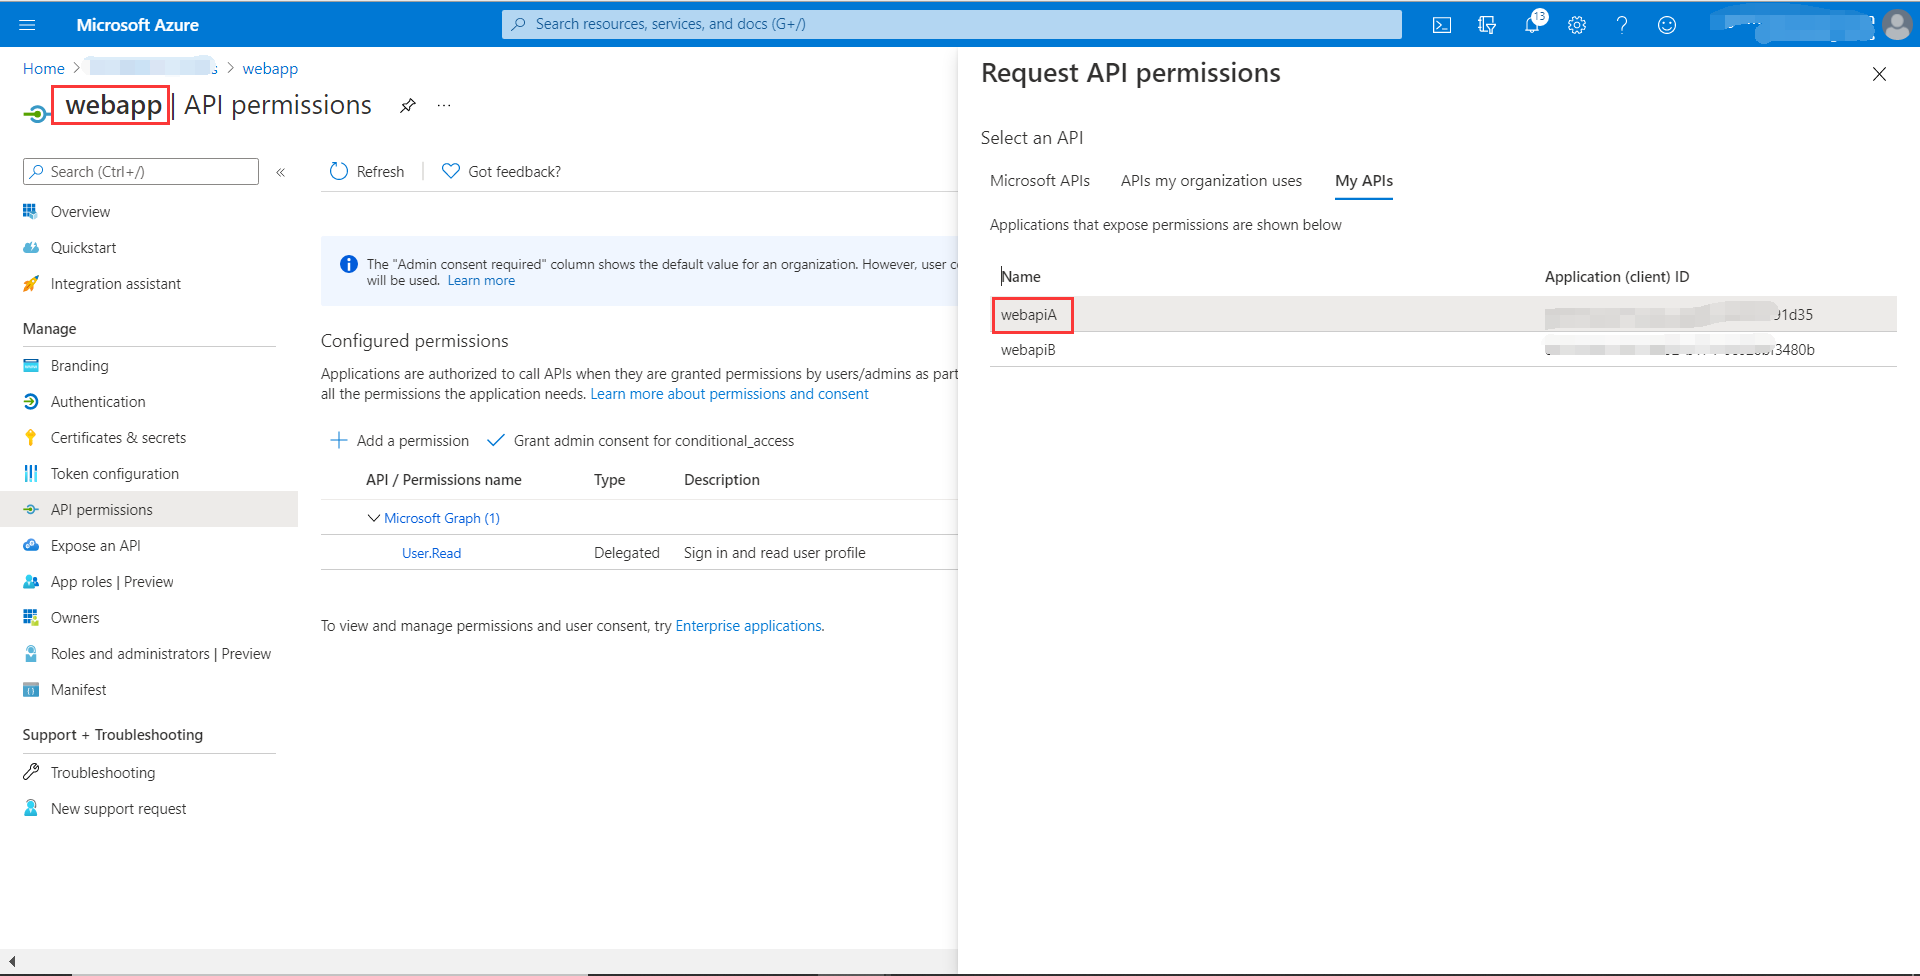 Microsoft Azure
Search resources, services, and docs (G+/)
13
Home > > webapp
webapp | API permissions
Search (Ctrl+/)
Overview
Quickstart
Integration assistant
Manage
Branding
Authentication
Certificates & secrets
Token configuration
API permissions
Expose an API
App roles | Preview
Owners
Roles and administrators | Preview
Manifest
Support + Troubleshooting
Troubleshooting
New support request
Refresh
Got feedback?
The "Admin consent required" column shows the default value for an organization. However, user
will be used. Learn more
Configured permissions
Applications are authorized to call APIs when they are granted permissions by users/admins as part
all the permissions the application needs. Learn more about permissions and consent
Add a permission
Grant admin consent for conditional_access
API / Permissions name Type Description
Microsoft Graph (1)
User.Read Delegated Sign in and read user profile
To view and manage permissions and user consent, try Enterprise applications.
Request API permissions
Select an API
Microsoft APIs APIs my organization uses My APIs
Applications that expose permissions are shown below
Name Application (client) ID
webapiA 91d35
webapiB f3480b